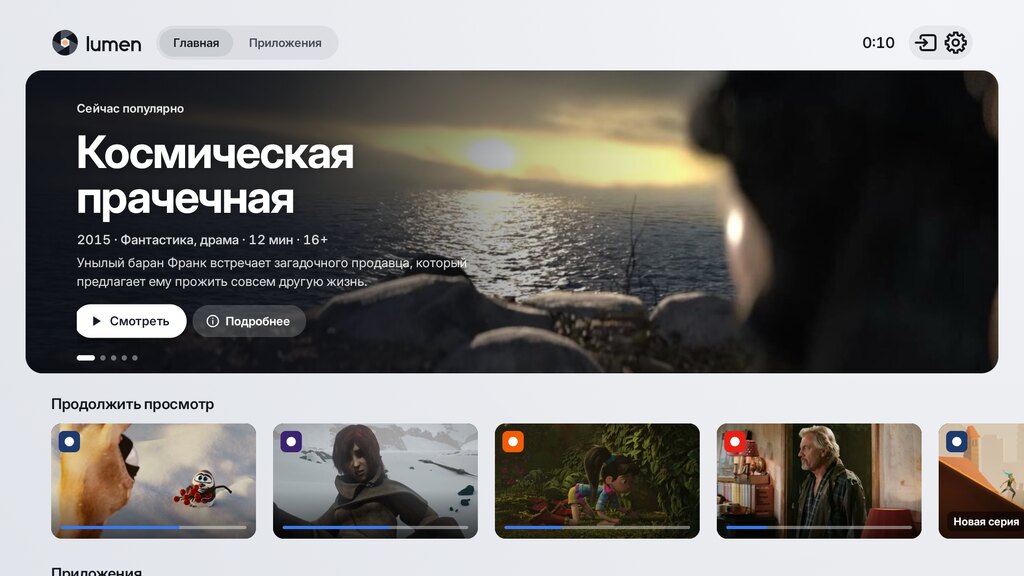 lumen
Главная
Приложения
0:10
Сейчас популярно
Космическая
прачечная
2015 · Фантастика, драма · 12 мин · 16+
Унылый баран Франк встречает загадочного продавца, который
предлагает ему прожить совсем другую жизнь.
Смотреть
Подробнее
Продолжить просмотр
Новая серия
Приложения